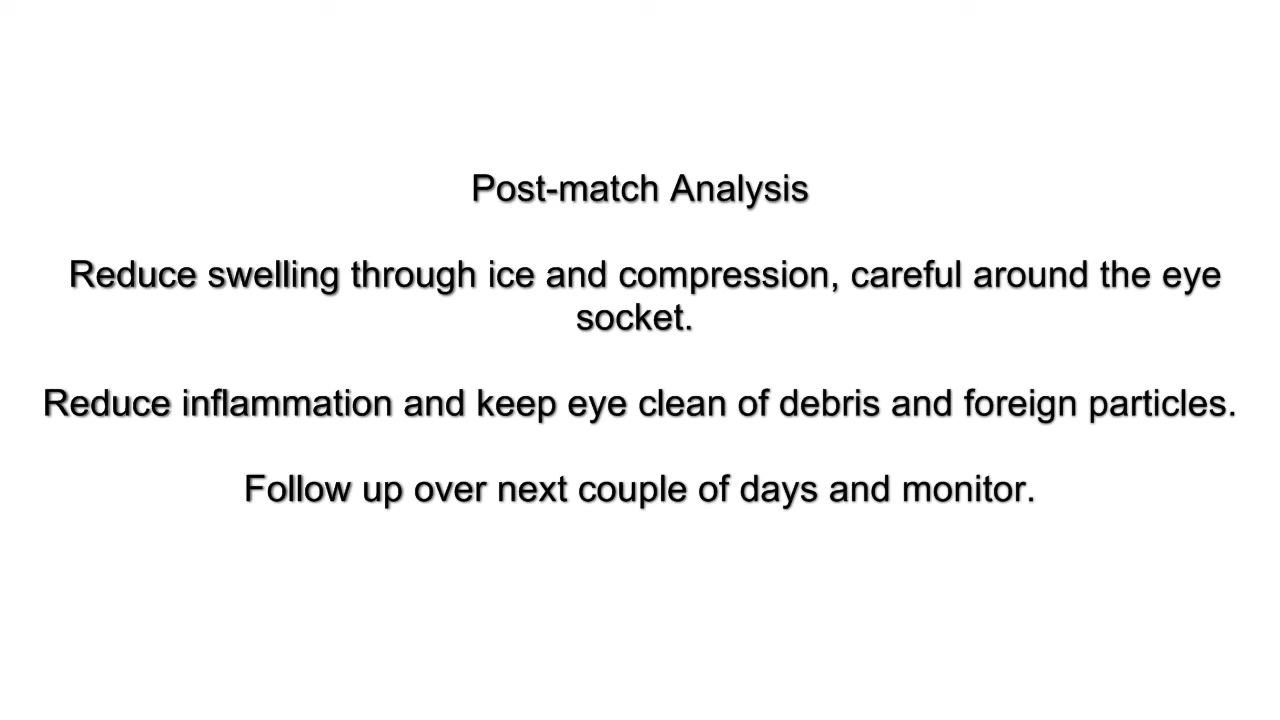 Post-match Analysis
Reduce swelling through ice and compression, careful around the eye
socket.
Reduce inflammation and keep eye clean of debris and foreign particles.
Follow up over next couple of days and monitor.